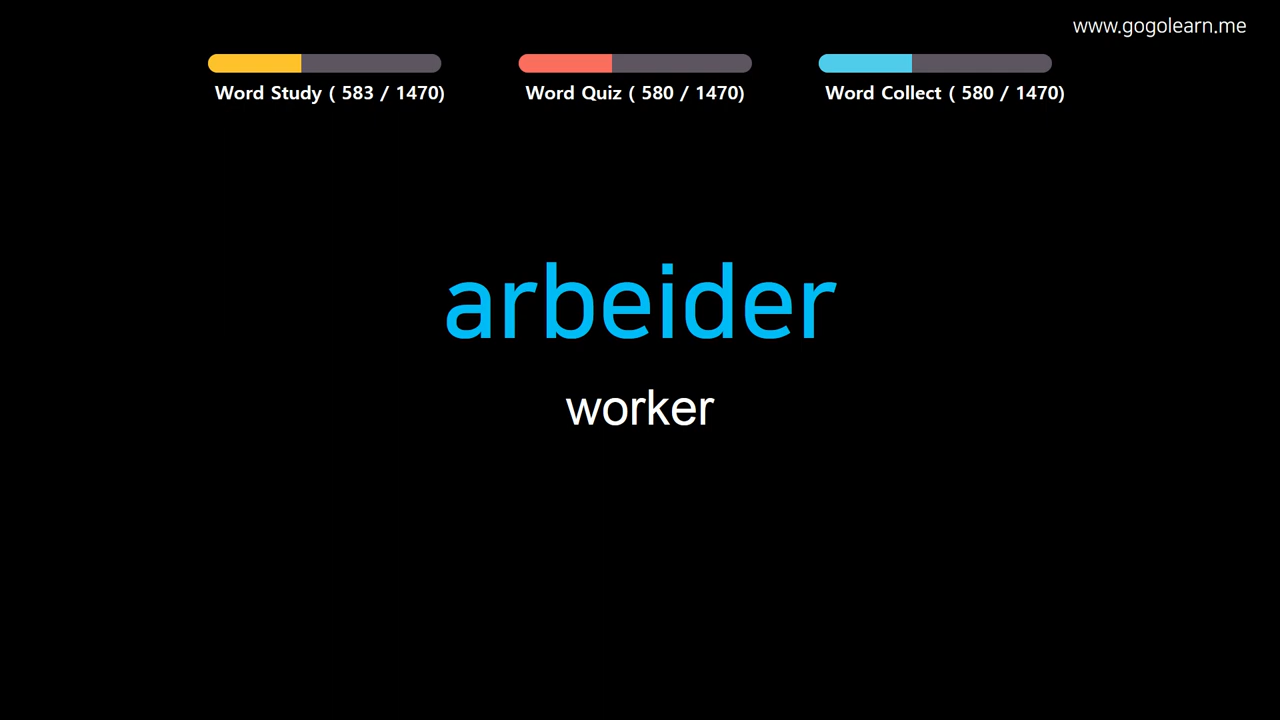 www.gogolearn.me
Word Study ( 583 / 1470)
Word Quiz ( 580 / 1470)
Word Collect ( 580 / 1470)
arbeider
worker